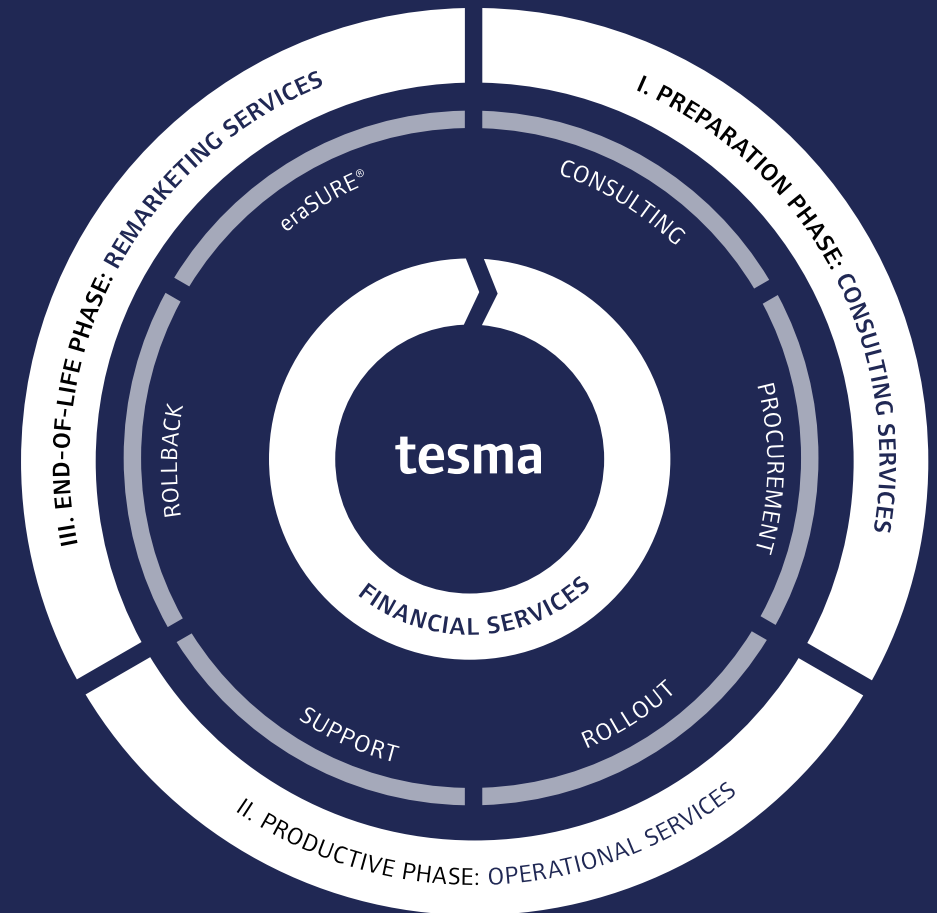 I. PREPARATION PHASE: CONSULTING SERVICES
II. PRODUCTIVE PHASE: OPERATIONAL SERVICES
III. END-OF-LIFE PHASE: REMARKETING SERVICES
CONSULTING
PROCUREMENT
ROLLOUT
SUPPORT
ROLLBACK
eraSURE®
tesma
FINANCIAL SERVICES